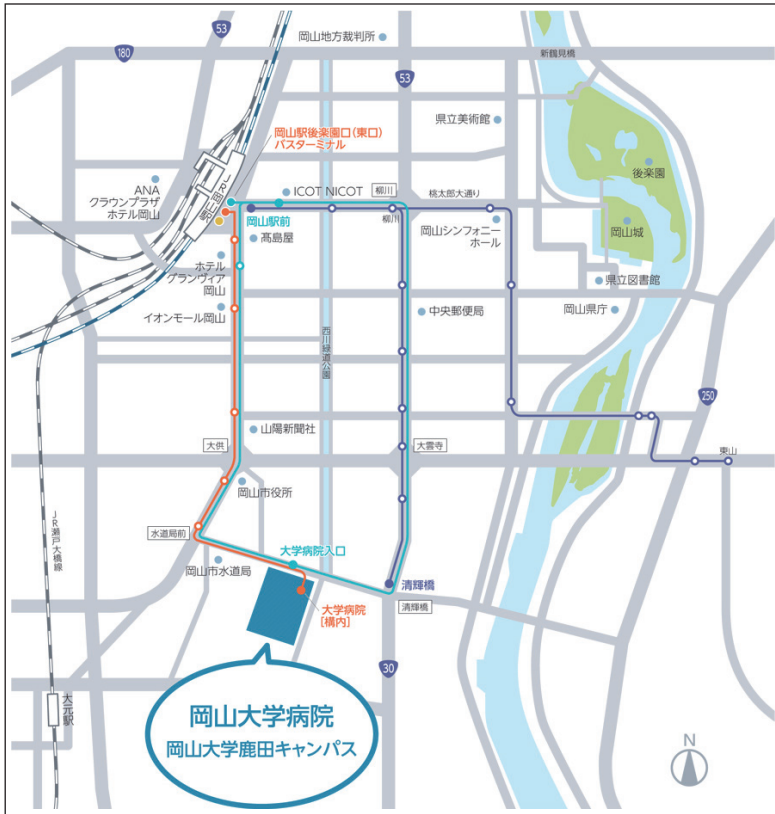 53
岡山地方裁判所
180
新鶴見橋
53
県立美術館
岡山駅後楽園口(東口)
バスターミナル
後楽園
ANA
クラウンプラザ
ホテル岡山
JR岡山駅
ICOT NICOT
柳川
桃太郎大通り
岡山駅前
柳川
岡山シンフォニー
ホール
岡山城
髙島屋
ホテル
グランヴィア
岡山
県立図書館
イオンモール岡山
中央郵便局
岡山県庁
西川緑道公園
250
山陽新聞社
大供
大雲寺
東山
岡山市役所
JR瀬戸大橋線
水道局前
大学病院入口
岡山市水道局
清輝橋
大学病院
[構内]
清輝橋
30
大元駅
岡山大学病院
岡山大学鹿田キャンパス
N